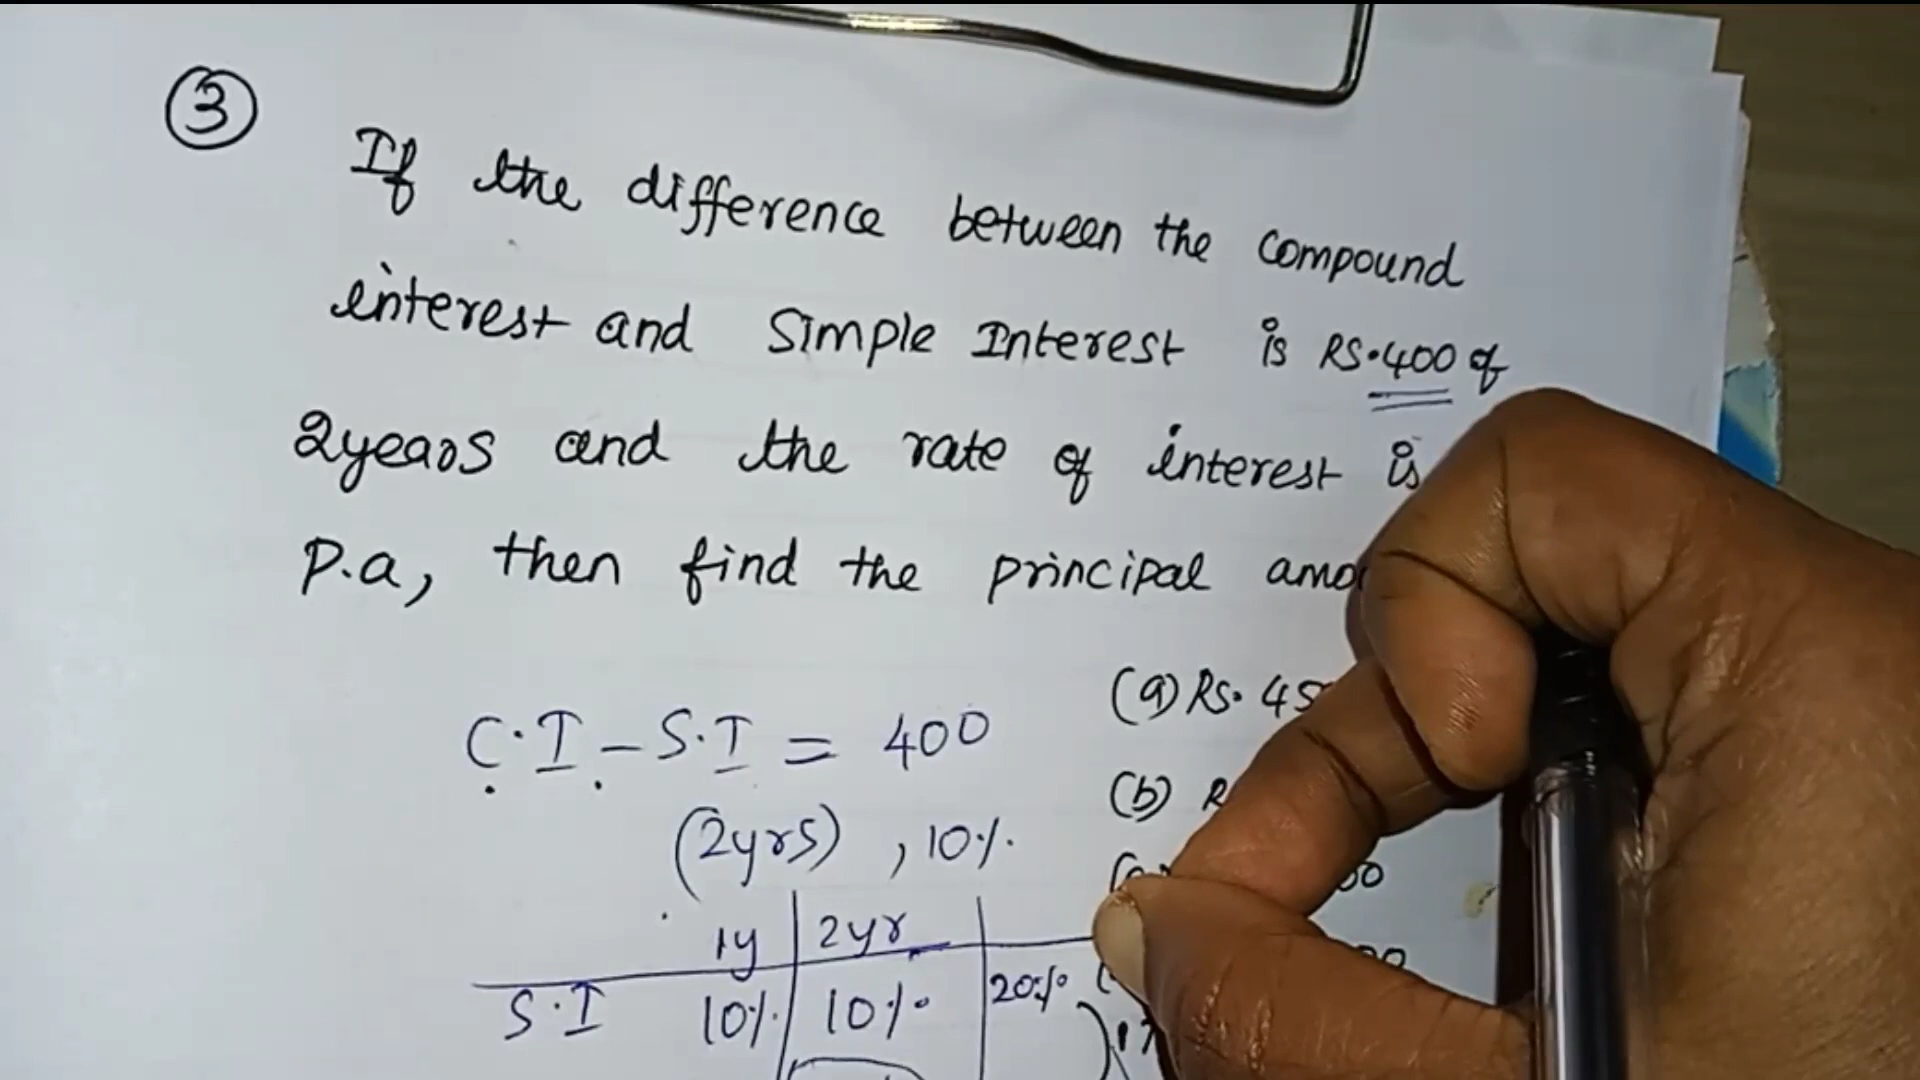 3
If the difference between the compound
interest and Simple Interest is RS.400 of
2years and the rate of interest is
P.a, then find the principal
C.I - S.I = 400
(a) Rs.
(2yrs) , 10%.
(b)
1y 2yr
S.I 10%. 10%. 20%